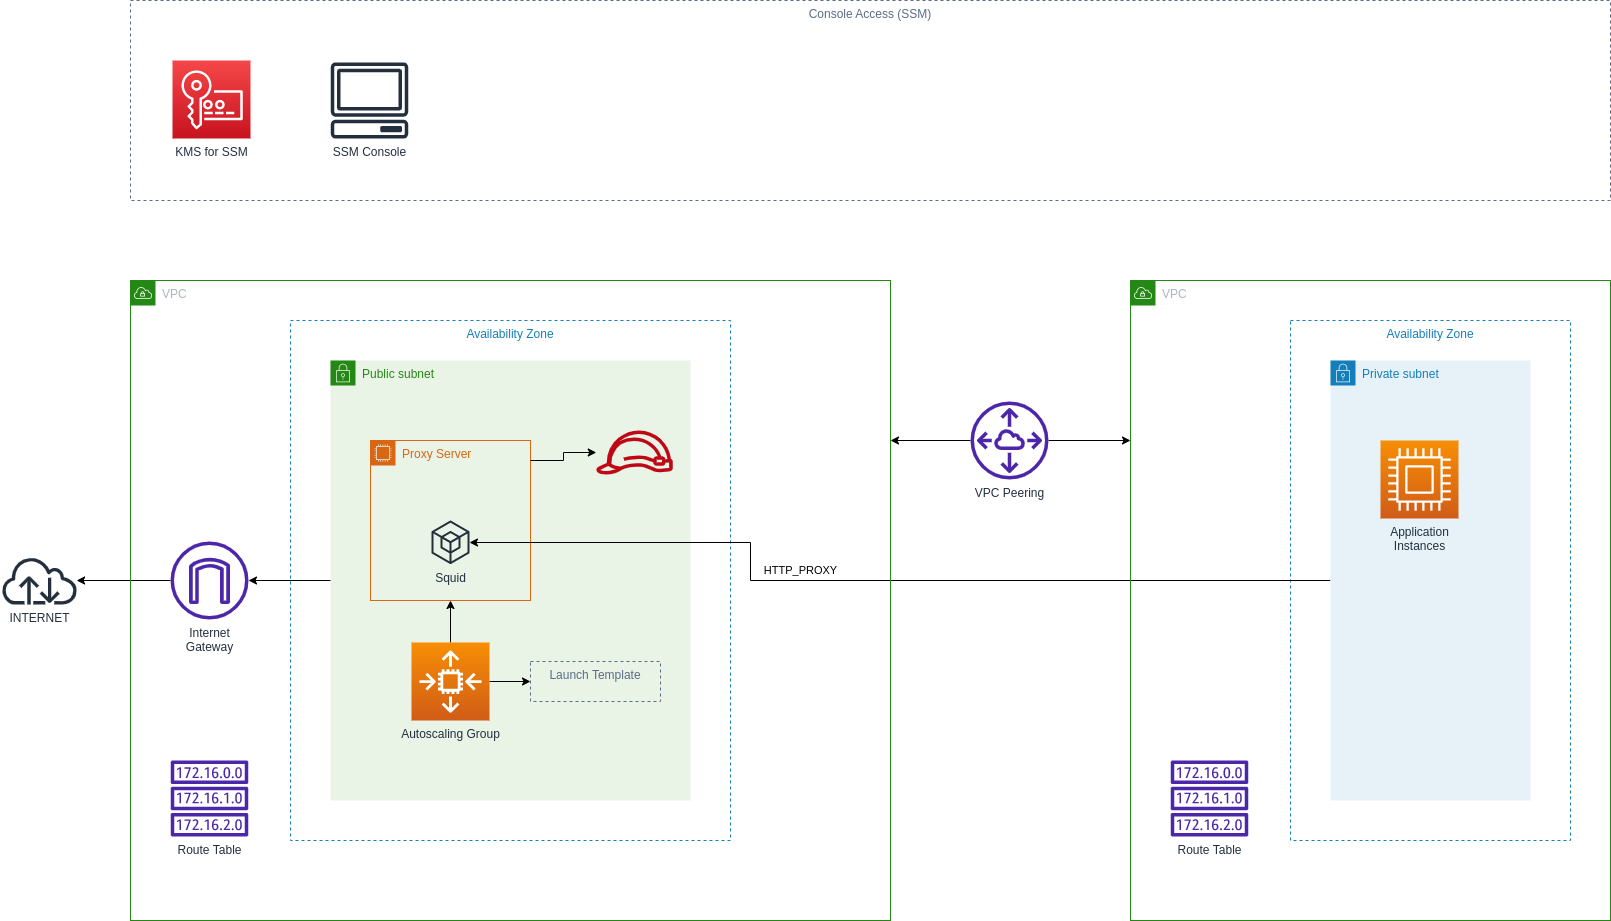 Console Access (SSM)
KMS for SSM
SSM Console
VPC
Availability Zone
Public subnet
Proxy Server
Squid
Autoscaling Group
Launch Template
INTERNET
Internet
Gateway
172.16.0.0
172.16.1.0
172.16.2.0
Route Table
VPC Peering
HTTP_PROXY
VPC
Availability Zone
Private subnet
Application
Instances
172.16.0.0
172.16.1.0
172.16.2.0
Route Table